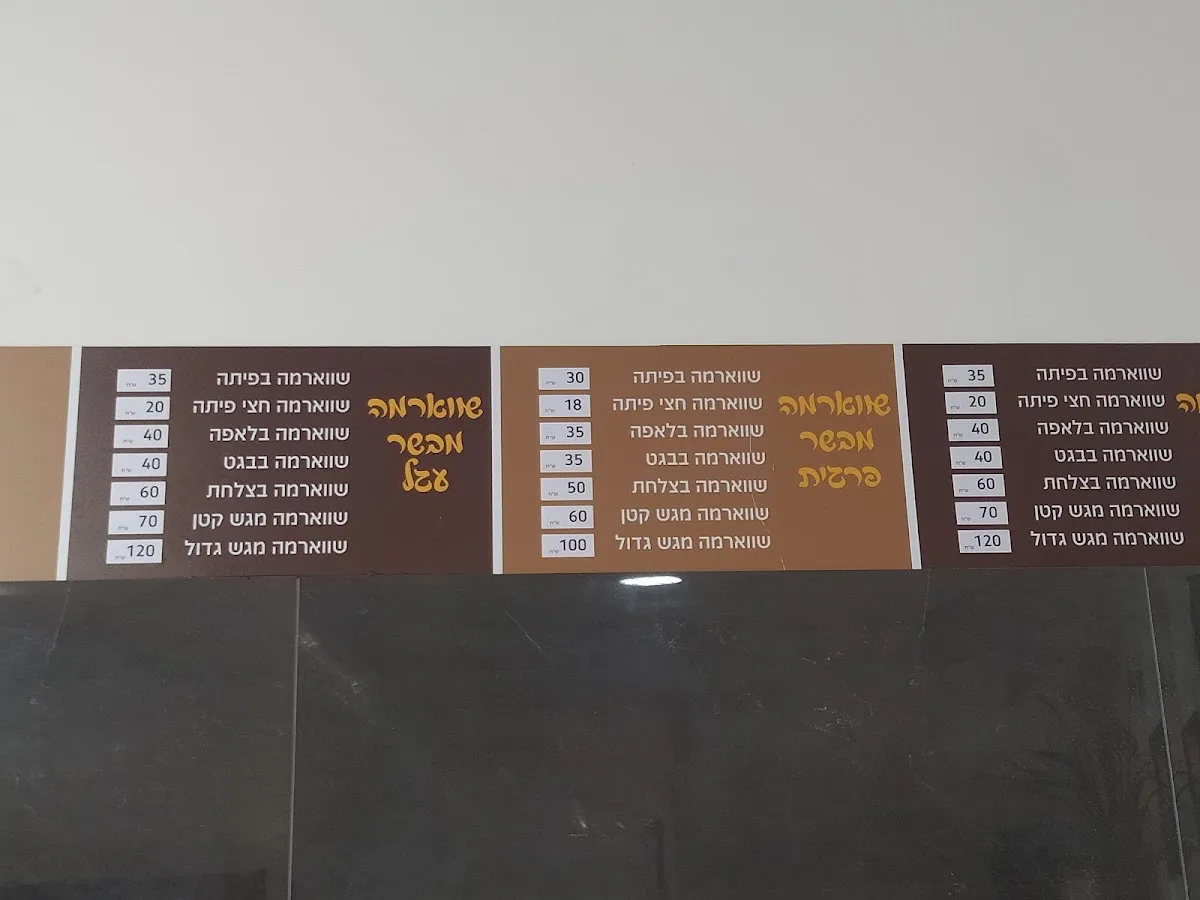 שווארמה בפיתה 35 ש״ח
שווארמה חצי פיתה 20 ש״ח
שווארמה בלאפה 40 ש״ח
שווארמה בבגט 40 ש״ח
שווארמה בצלחת 60 ש״ח
שווארמה מגש קטן 70 ש״ח
שווארמה מגש גדול 120 ש״ח
שווארמה
מבשר
פרגית
שווארמה בפיתה 30 ש״ח
שווארמה חצי פיתה 18 ש״ח
שווארמה בלאפה 35 ש״ח
שווארמה בבגט 35 ש״ח
שווארמה בצלחת 50 ש״ח
שווארמה מגש קטן 60 ש״ח
שווארמה מגש גדול 100 ש״ח
שווארמה
מבשר
עגל
שווארמה בפיתה 35 ש״ח
שווארמה חצי פיתה 20 ש״ח
שווארמה בלאפה 40 ש״ח
שווארמה בבגט 40 ש״ח
שווארמה בצלחת 60 ש״ח
שווארמה מגש קטן 70 ש״ח
שווארמה מגש גדול 120 ש״ח